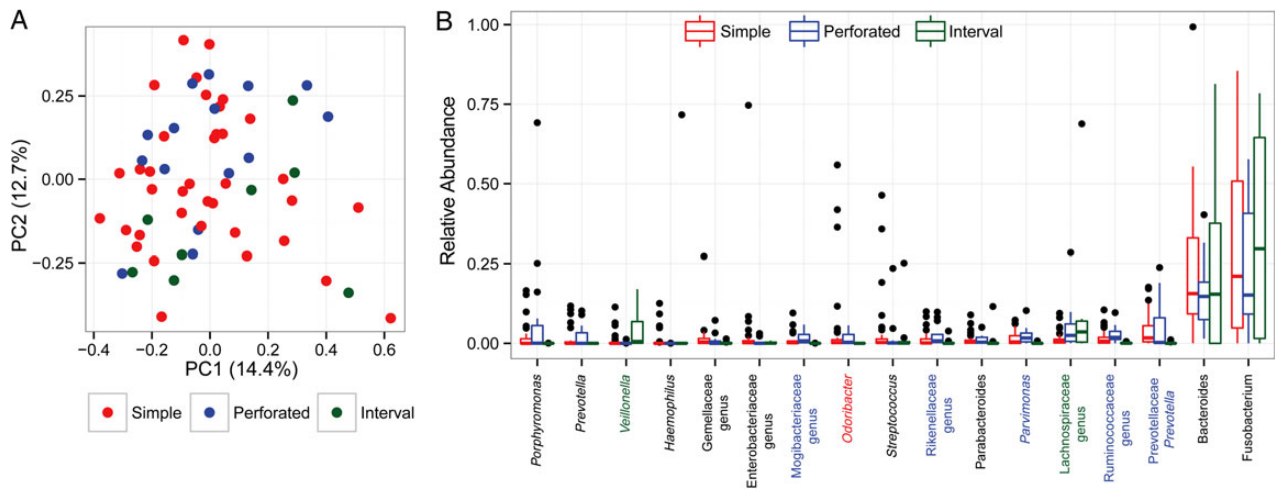 A
PC2 (12.7%)
0.25
0.00
−0.25
−0.4
−0.2
0.0
0.2
0.4
0.6
PC1 (14.4%)
Simple
Perforated
Interval
B
Simple
Perforated
Interval
Relative Abundance
1.00
0.75
0.50
0.25
0.00
Porphyromonas
Prevotella
Veillonella
Haemophilus
Gemellaceae
genus
Enterobacteriaceae
genus
Mogibacteriaceae
genus
Odoribacter
Streptococcus
Rikenellaceae
genus
Parabacteroides
Parvimonas
Lachnospiraceae
genus
Ruminococcaceae
genus
Prevotellaceae
Prevotella
Bacteroides
Fusobacterium